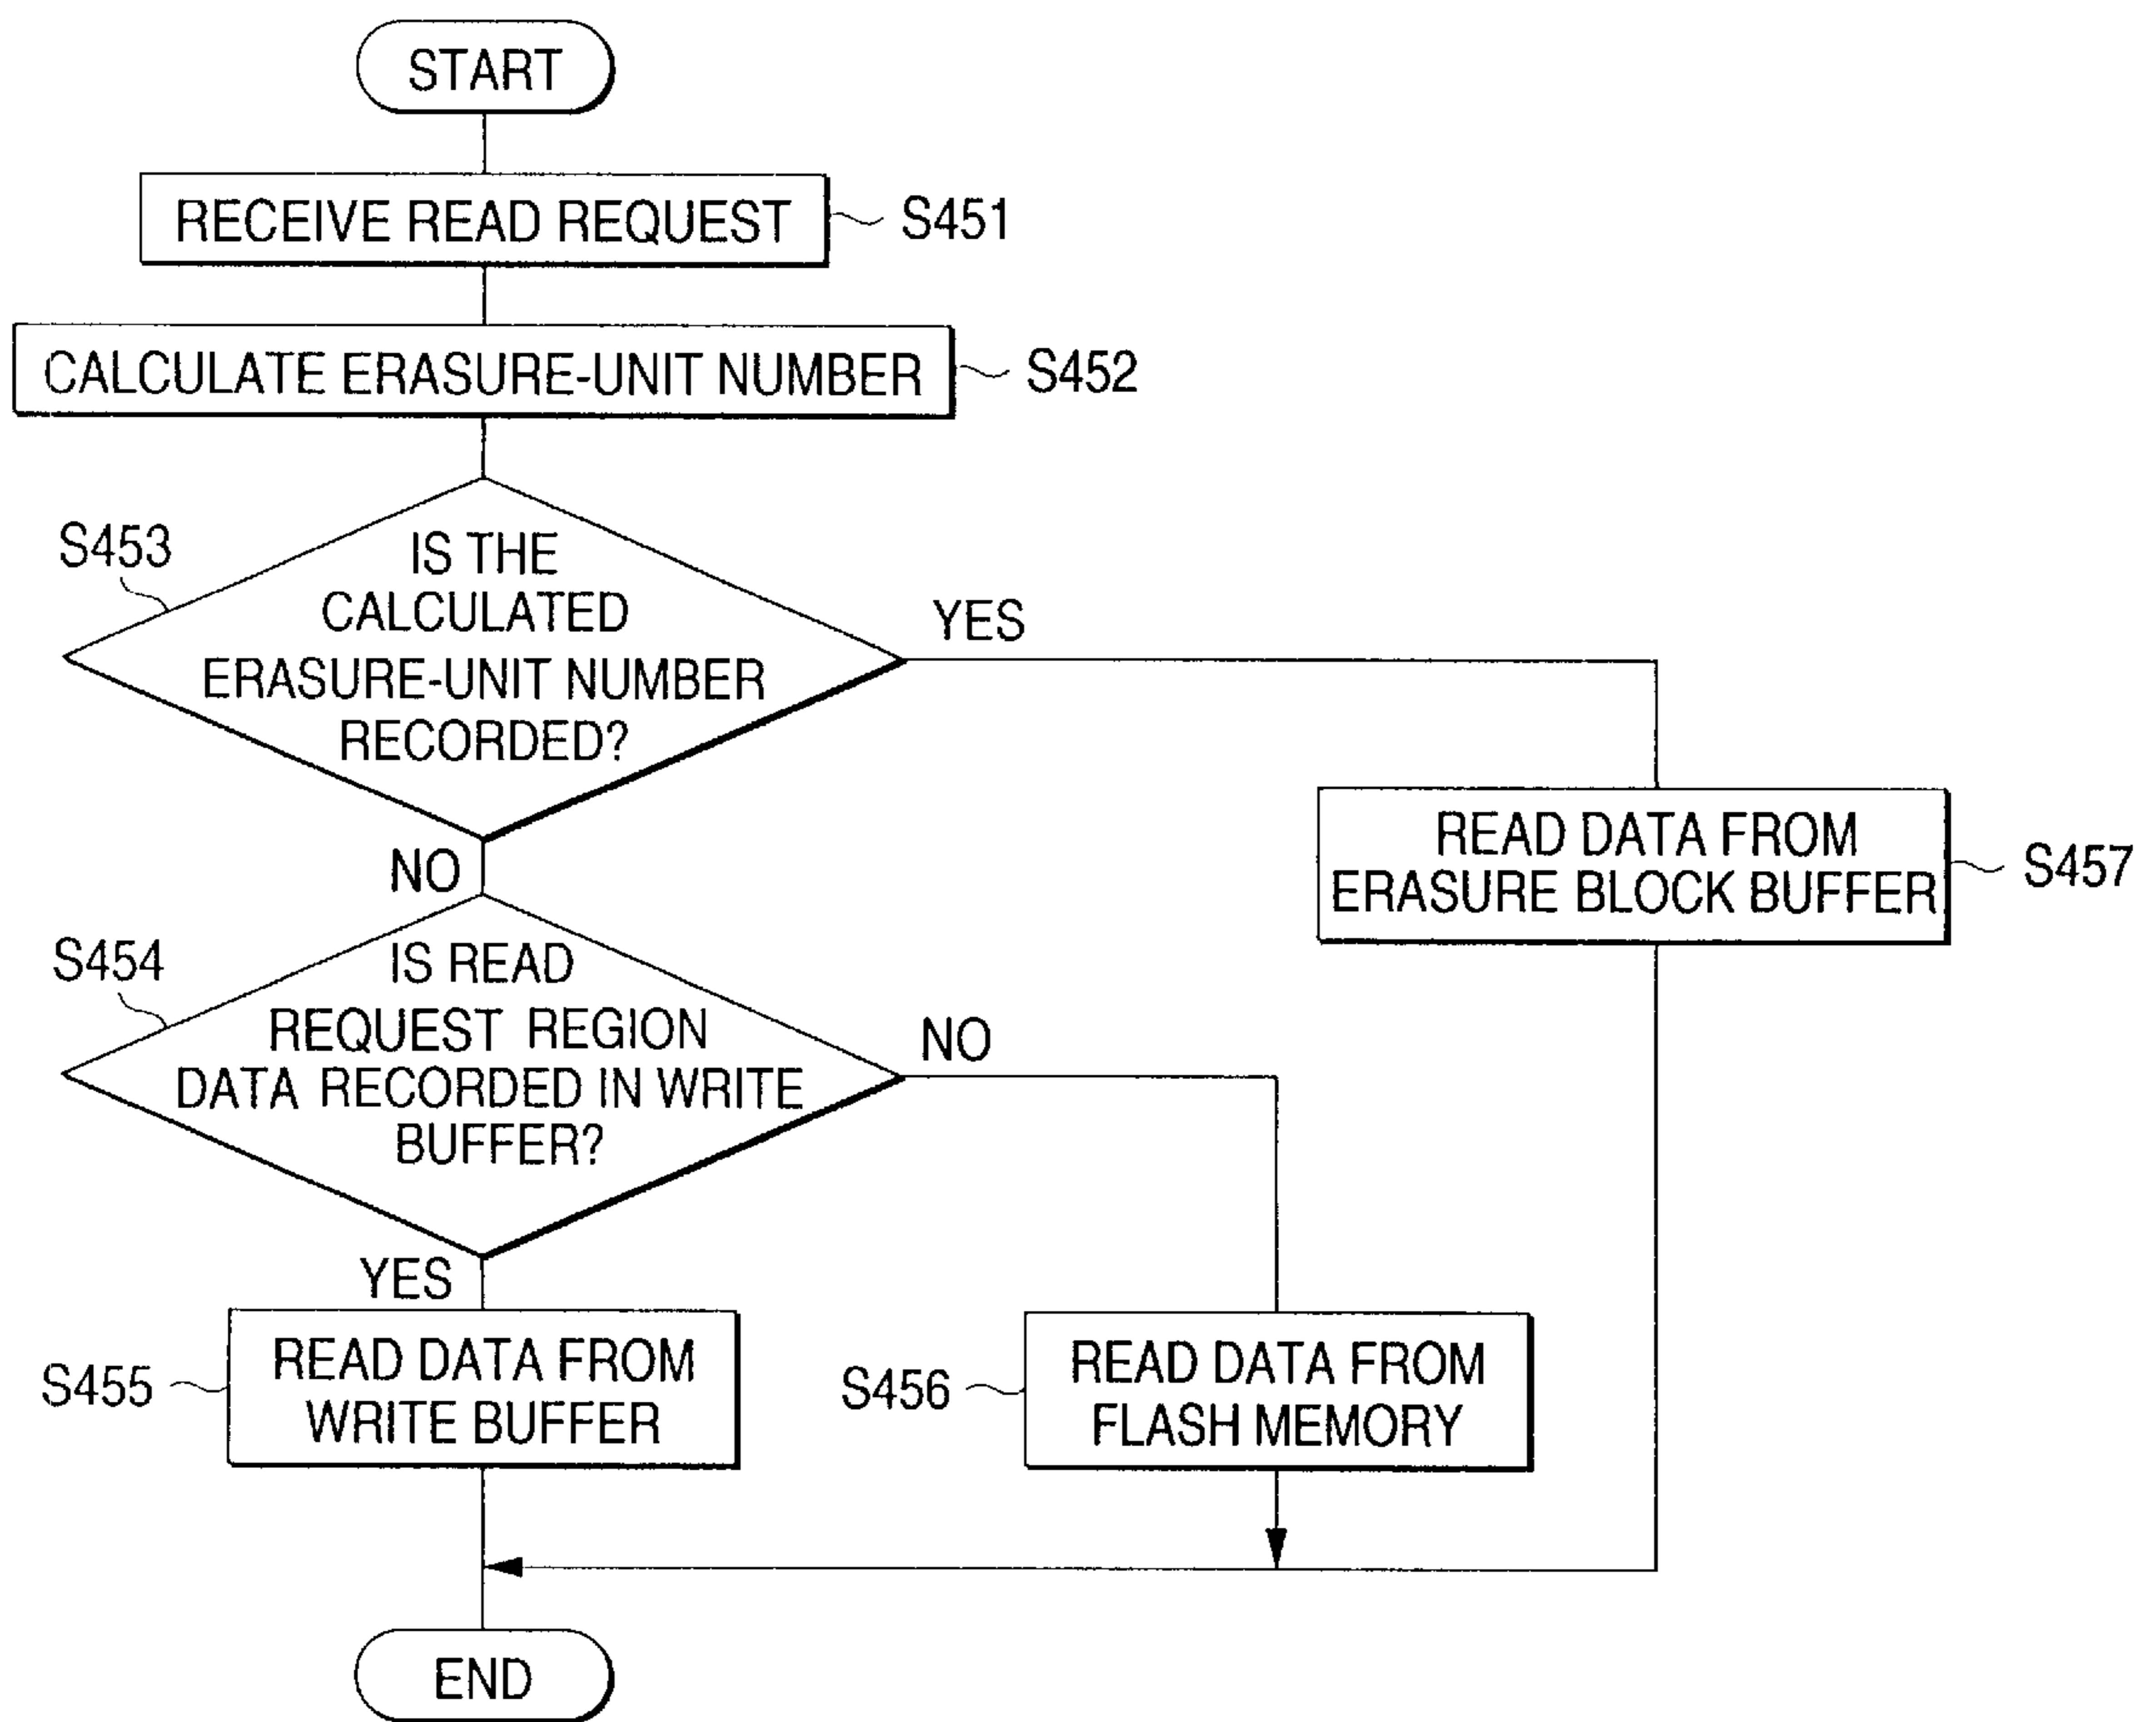 START
RECEIVE READ REQUEST
S451
CALCULATE ERASURE-UNIT NUMBER
S452
S453
IS THE
CALCULATED
ERASURE-UNIT NUMBER
RECORDED?
YES
NO
READ DATA FROM
ERASURE BLOCK BUFFER
S457
S454
IS READ
REQUEST REGION
DATA RECORDED IN WRITE
BUFFER?
NO
YES
S455
READ DATA FROM
WRITE BUFFER
S456
READ DATA FROM
FLASH MEMORY
END